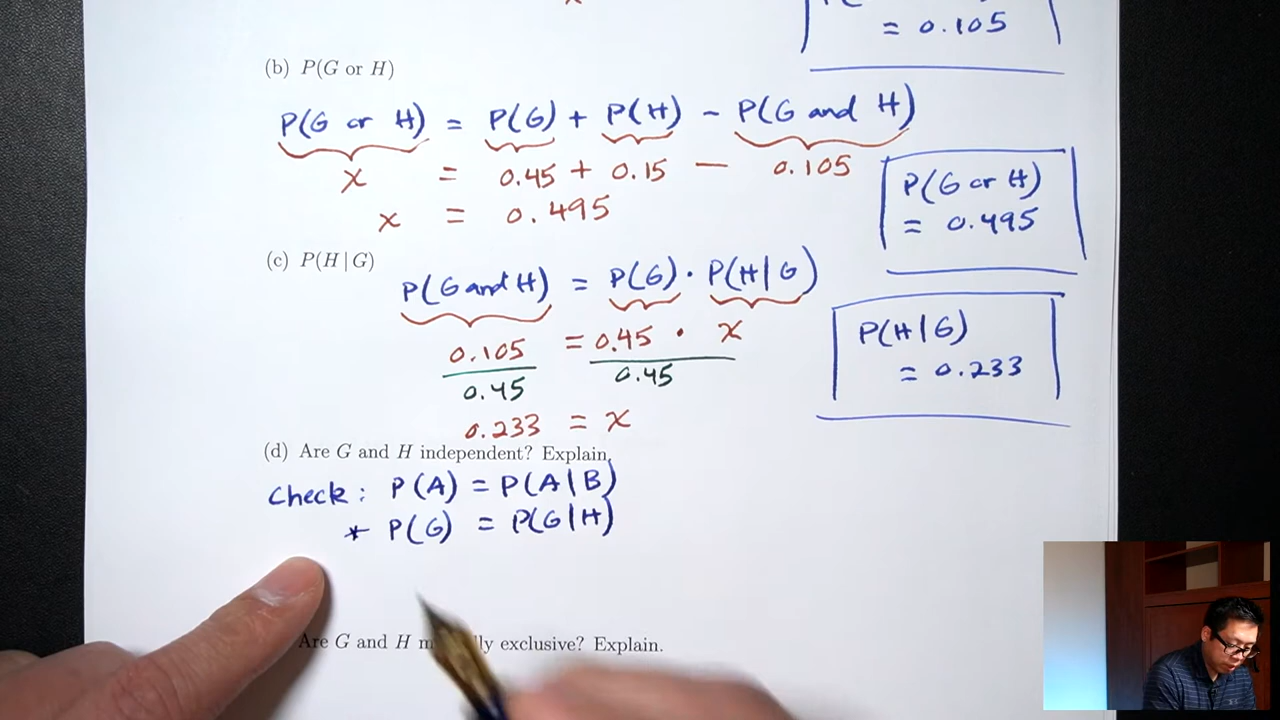 = 0.105
(b) P(G or H)
P(G or H) = P(G) + P(H) - P(G and H)
x = 0.45 + 0.15 — 0.105
x = 0.495
P(G or H)
= 0.495
(c) P(H | G)
P(G and H) = P(G) · P(H | G)
0.105 = 0.45 · x
0.45 0.45
0.233 = x
P(H | G)
= 0.233
(d) Are G and H independent? Explain.
Check: P(A) = P(A | B)
* P(G) = P(G | H)
Are G and H exclusive? Explain.